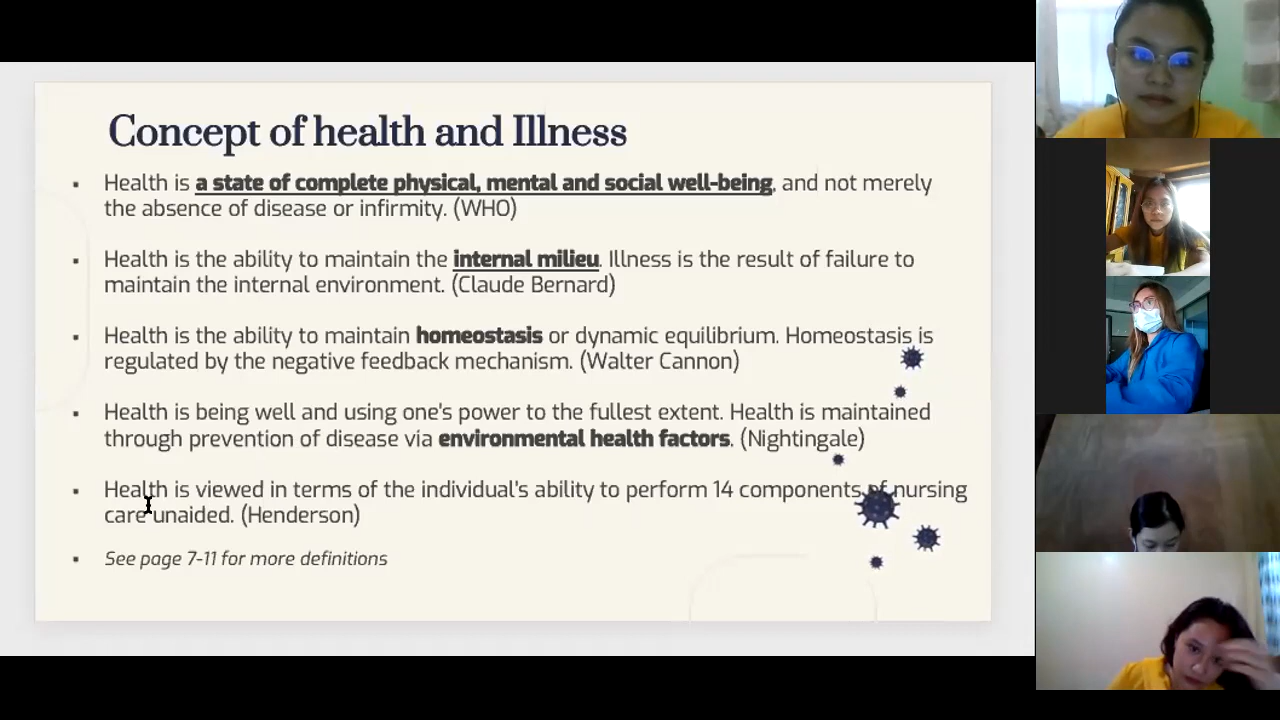 Concept of health and Illness
▪ Health is a state of complete physical, mental and social well-being, and not merely
the absence of disease or infirmity. (WHO)
▪ Health is the ability to maintain the internal milieu. Illness is the result of failure to
maintain the internal environment. (Claude Bernard)
▪ Health is the ability to maintain homeostasis or dynamic equilibrium. Homeostasis is
regulated by the negative feedback mechanism. (Walter Cannon)
▪ Health is being well and using one's power to the fullest extent. Health is maintained
through prevention of disease via environmental health factors. (Nightingale)
▪ Health is viewed in terms of the individual's ability to perform 14 components of nursing
care unaided. (Henderson)
▪ See page 7-11 for more definitions